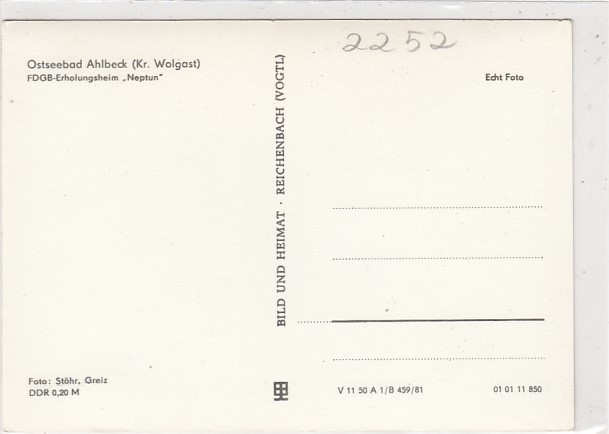 2252
Ostseebad Ahlbeck (Kr. Wolgast)
FDGB-Erholungsheim „Neptun"
Echt Foto
BILD UND HEIMAT · REICHENBACH (VOGTL)
Foto: Stöhr, Greiz
DDR 0,20 M
V 11 50 A 1/B 459/81
01 01 11 850